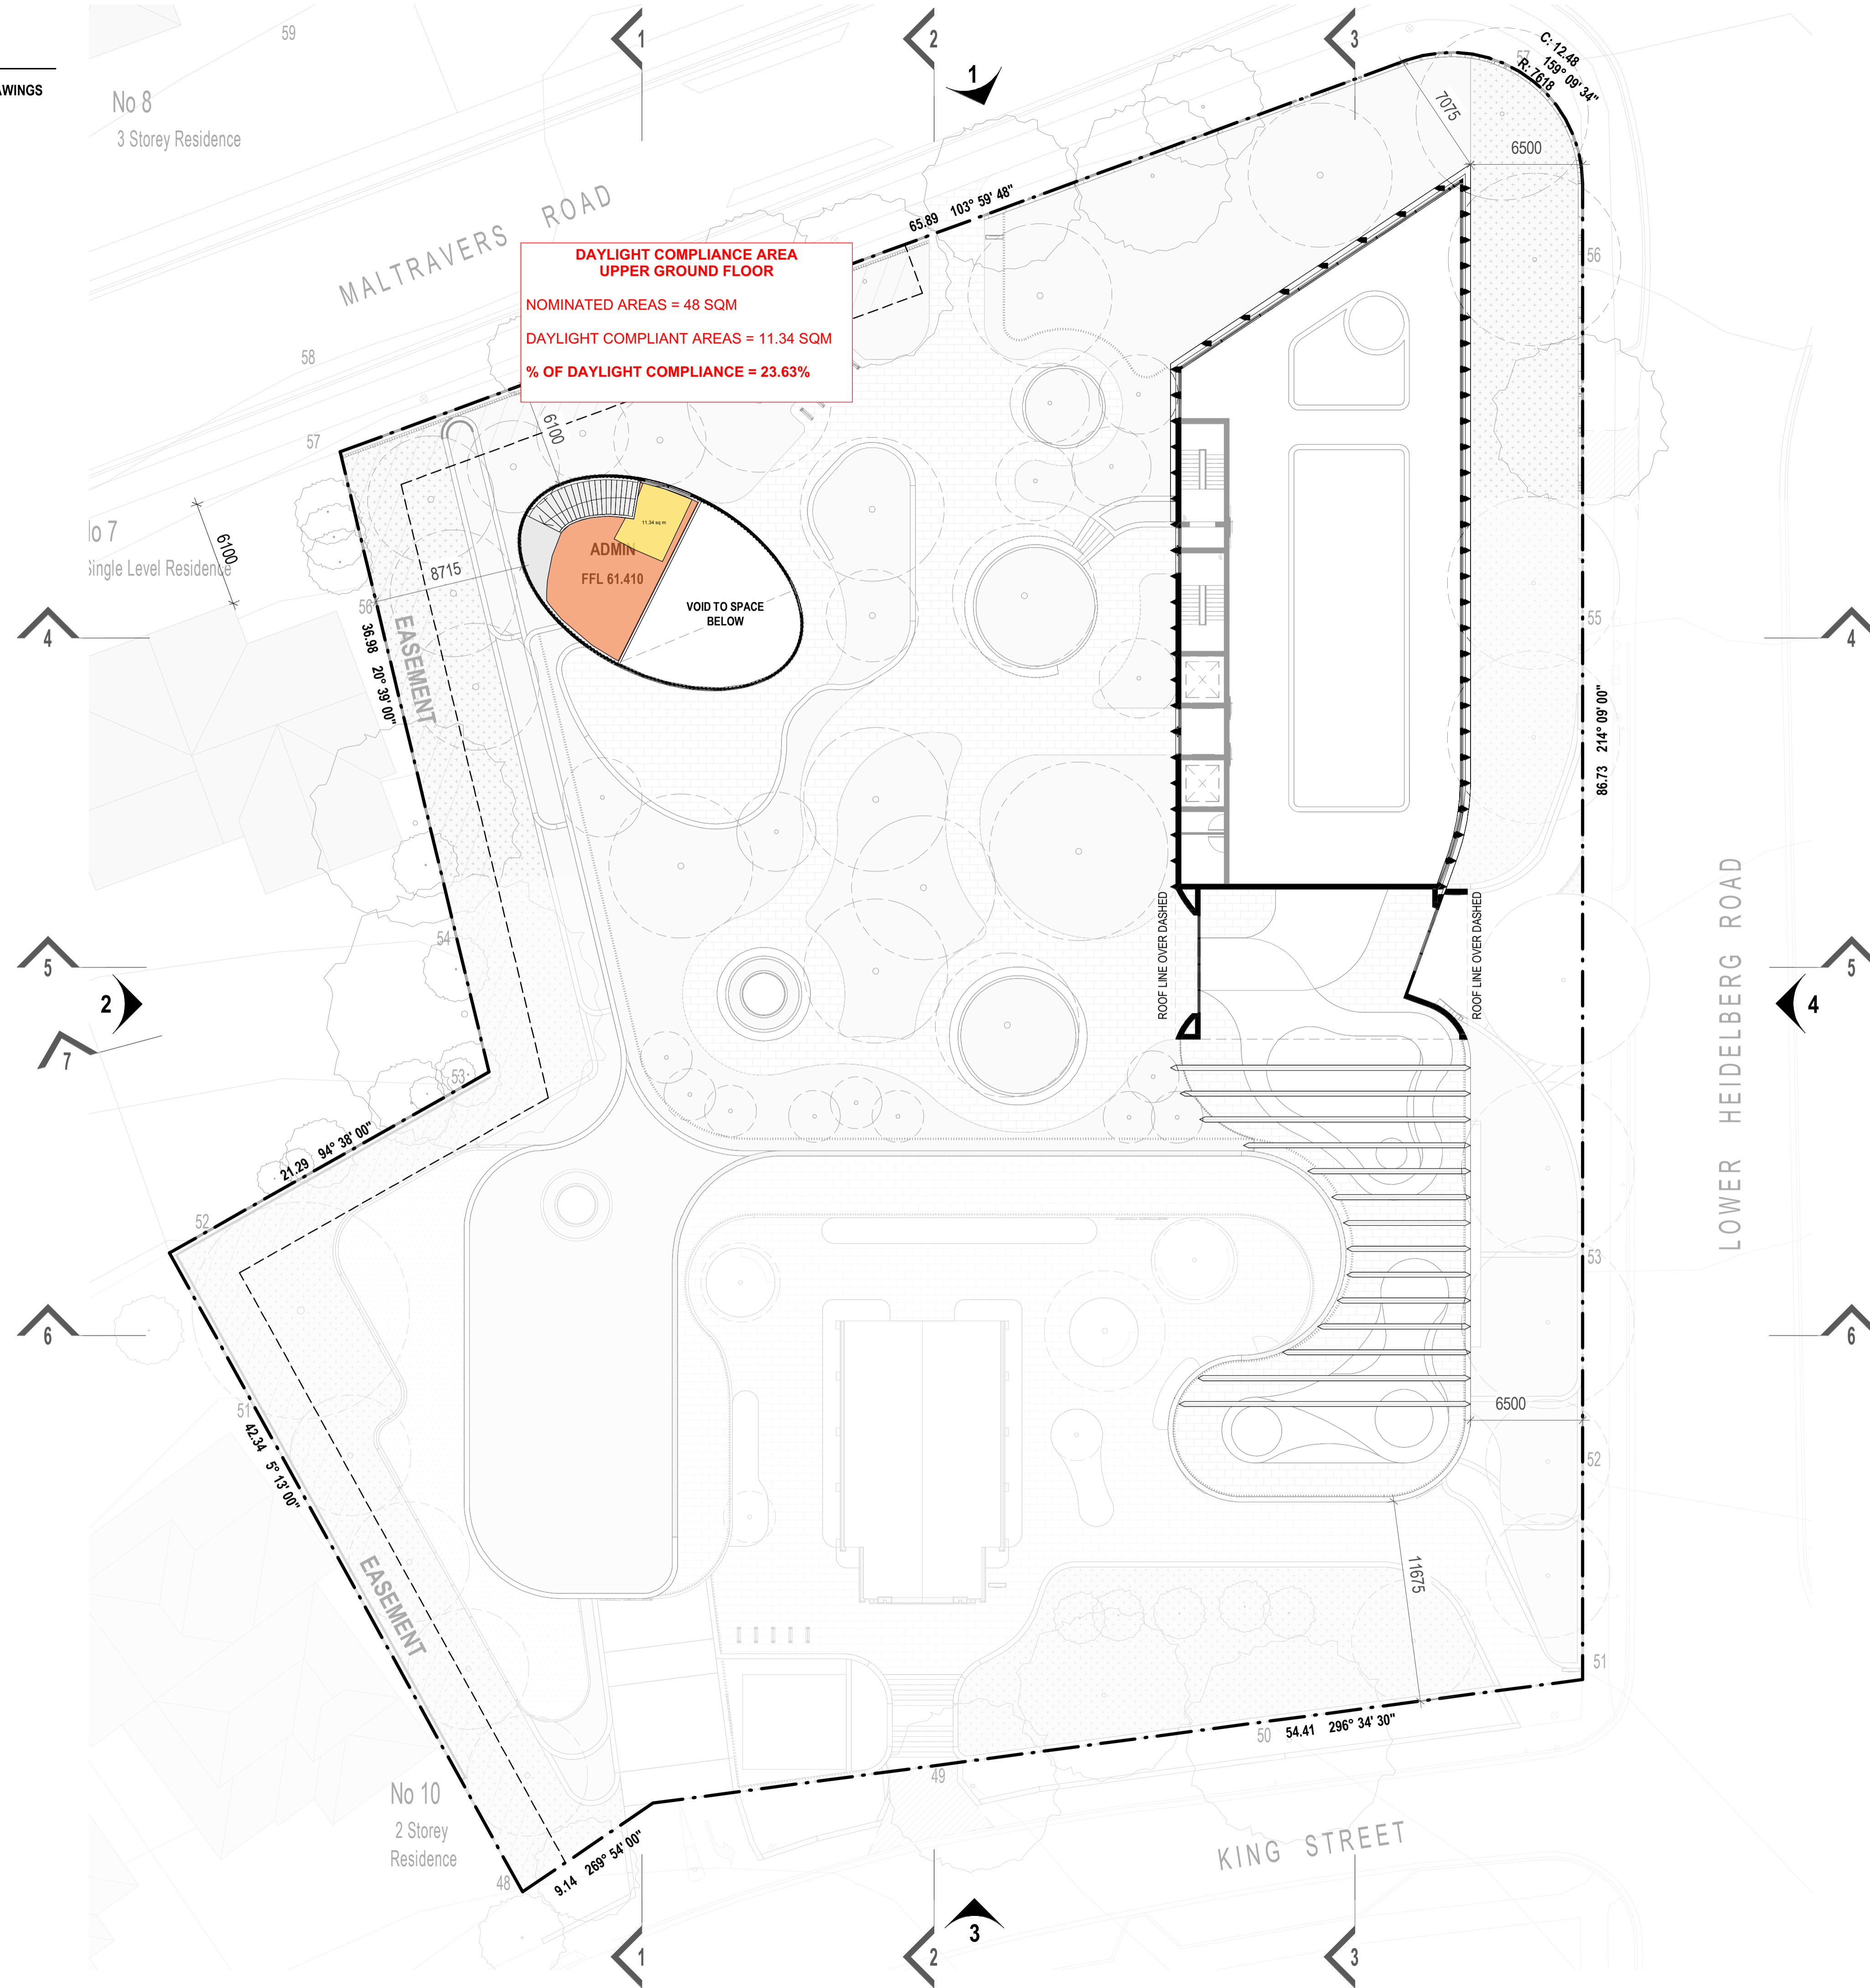 AWINGS
59
1
2
3
1
C: 12.48
159° 09' 34"
R: 7618
57
No 8
3 Storey Residence
7075
6500
MALTRAVERS ROAD
65.89 103° 59' 48"
56
DAYLIGHT COMPLIANCE AREA
UPPER GROUND FLOOR
NOMINATED AREAS = 48 SQM
DAYLIGHT COMPLIANT AREAS = 11.34 SQM
% OF DAYLIGHT COMPLIANCE = 23.63%
58
57
6100
No 7
Single Level Residence
6100
8715
11.34 sq m
ADMIN
FFL 61.410
VOID TO SPACE
BELOW
56
55
4
4
36.98 20° 39' 00"
EASEMENT
86.73 214° 09' 00"
54
5
5
2
4
7
ROOF LINE OVER DASHED
ROOF LINE OVER DASHED
LOWER HEIDELBERG ROAD
53
21.29 94° 38' 00"
52
53
6
6
51
42.34 5° 13' 00"
6500
52
EASEMENT
11675
51
50
54.41 296° 34' 30"
49
No 10
2 Storey
Residence
48
9.14 269° 54' 00"
KING STREET
3
1
2
3